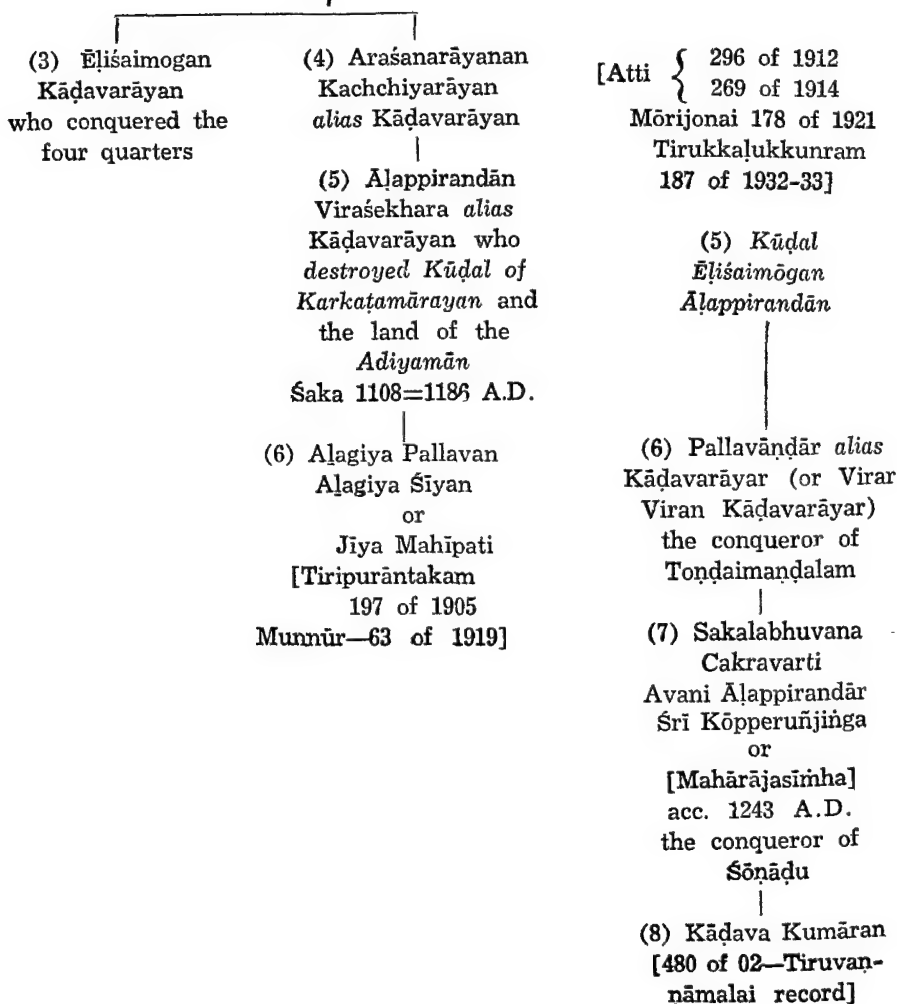 (3) Ēḷiśaimogan
Kāḍavarāyan
who conquered the
four quarters
(4) Araśanarāyanan
Kachchiyarāyan
alias Kāḍavarāyan
(5) Āḷappirandān
Viraśekhara alias
Kāḍavarāyan who
destroyed Kūḍal of
Karkaṭamārayan and
the land of the
Adiyamān
Śaka 1108=1186 A.D.
(6) Aḻagiya Pallavan
Aḻagiya Śīyan
or
Jīya Mahīpati
[Tiripurāntakam
197 of 1905
Munnūr—63 of 1919]
[Atti { 296 of 1912
269 of 1914
Mōrijonai 178 of 1921
Tirukkaḷukkunram
187 of 1932-33]
(5) Kūḍal
Ēḷiśaimōgan
Āḷappirandān
(6) Pallavāṇḍār alias
Kāḍavarāyar (or Virar
Viran Kāḍavarāyar)
the conqueror of
Toṇḍaimaṇḍalam
(7) Sakalabhuvana
Cakravarti
Avani Āḷappirandār
Śrī Kōpperuñjiṅga
or
[Mahārājasīṁha]
acc. 1243 A.D.
the conqueror of
Śōṇāḍu
(8) Kāḍava Kumāran
[480 of 02—Tiruvaṇ-
ṇāmalai record]